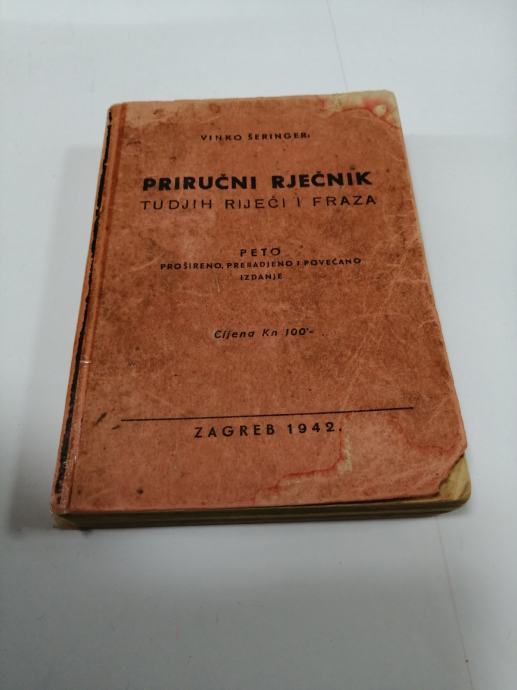 VINKO ŠERINGER:
PRIRUČNI RJEČNIK
TUDJIH RIJEČI I FRAZA
PETO
PROŠIRENO, PRERADJENO I POVEĆANO
IZDANJE
Cijena Kn 100'-
ZAGREB 1942.